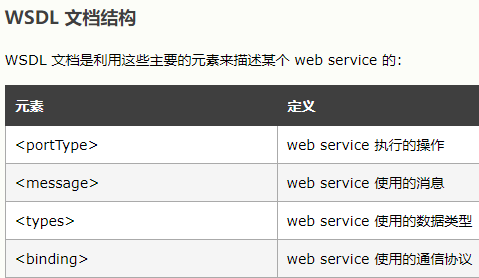 WSDL 文档结构
WSDL 文档是利用这些主要的元素来描述某个 web service 的：
元素 定义
<portType> web service 执行的操作
<message> web service 使用的消息
<types> web service 使用的数据类型
<binding> web service 使用的通信协议